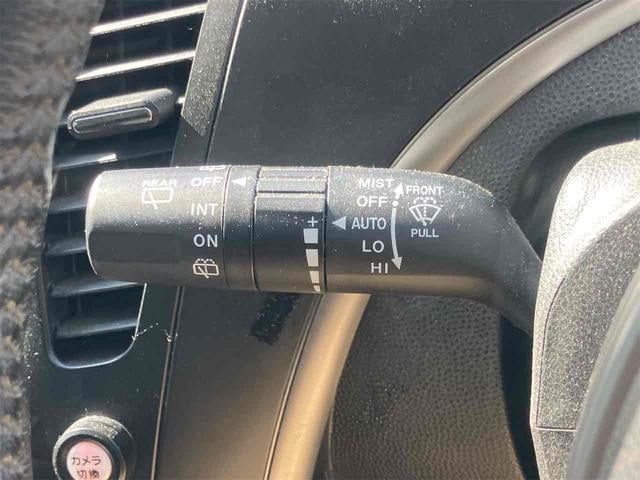 REAR
OFF
INT
ON
+
MIST
OFF
AUTO
LO
HI
FRONT
PULL
カメラ
切換